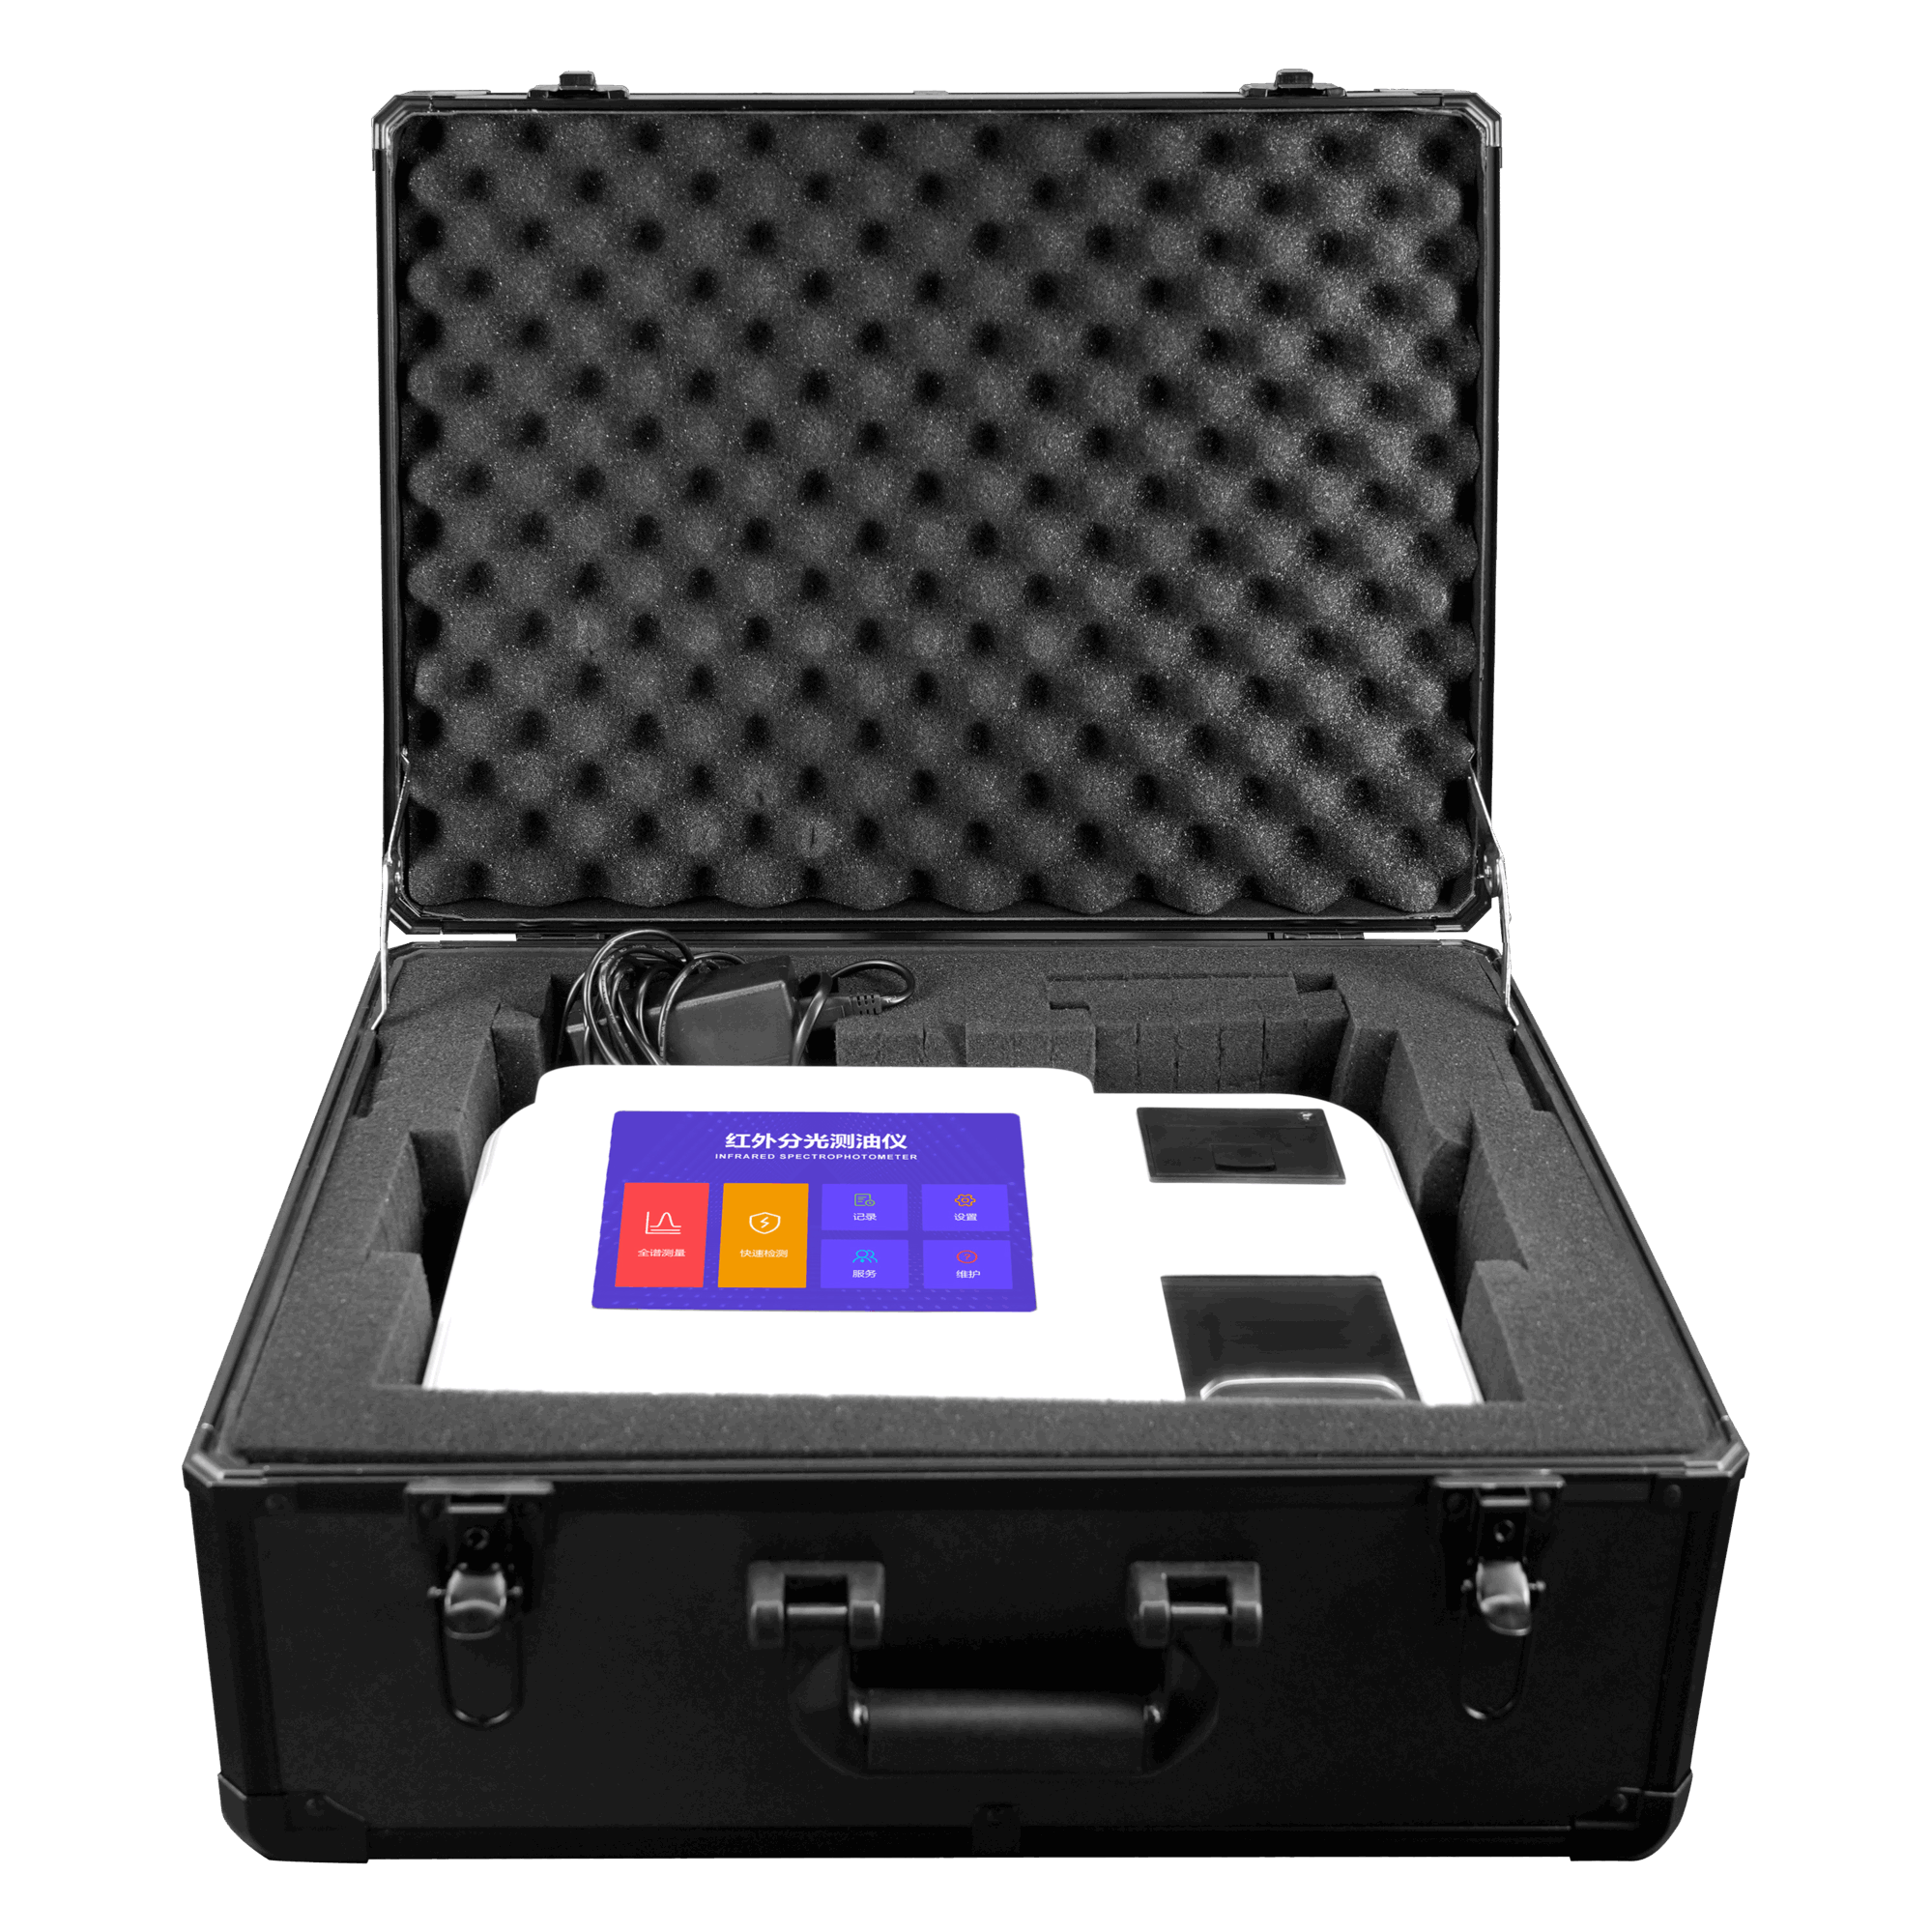 红外分光测油仪
INFRARED SPECTROPHOTOMETER
全谱测量
快速检测
记录
设置
服务
维护